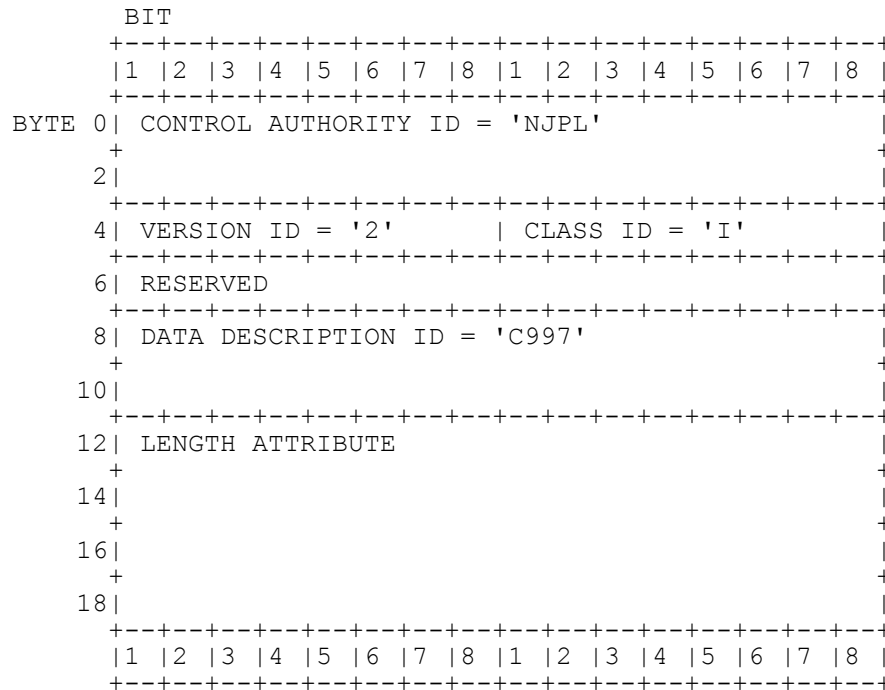 BIT
+--+--+--+--+--+--+--+--+--+--+--+--+--+--+--+--+
|1 |2 |3 |4 |5 |6 |7 |8 |1 |2 |3 |4 |5 |6 |7 |8 |
+--+--+--+--+--+--+--+--+--+--+--+--+--+--+--+--+
BYTE 0| CONTROL AUTHORITY ID = 'NJPL' |
+ +
2| |
+--+--+--+--+--+--+--+--+--+--+--+--+--+--+--+--+
4| VERSION ID = '2' | CLASS ID = 'I' |
+--+--+--+--+--+--+--+--+--+--+--+--+--+--+--+--+
6| RESERVED |
+--+--+--+--+--+--+--+--+--+--+--+--+--+--+--+--+
8| DATA DESCRIPTION ID = 'C997' |
+ +
10| |
+--+--+--+--+--+--+--+--+--+--+--+--+--+--+--+--+
12| LENGTH ATTRIBUTE |
+ +
14| |
+ +
16| |
+ +
18| |
+--+--+--+--+--+--+--+--+--+--+--+--+--+--+--+--+
|1 |2 |3 |4 |5 |6 |7 |8 |1 |2 |3 |4 |5 |6 |7 |8 |
+--+--+--+--+--+--+--+--+--+--+--+--+--+--+--+--+